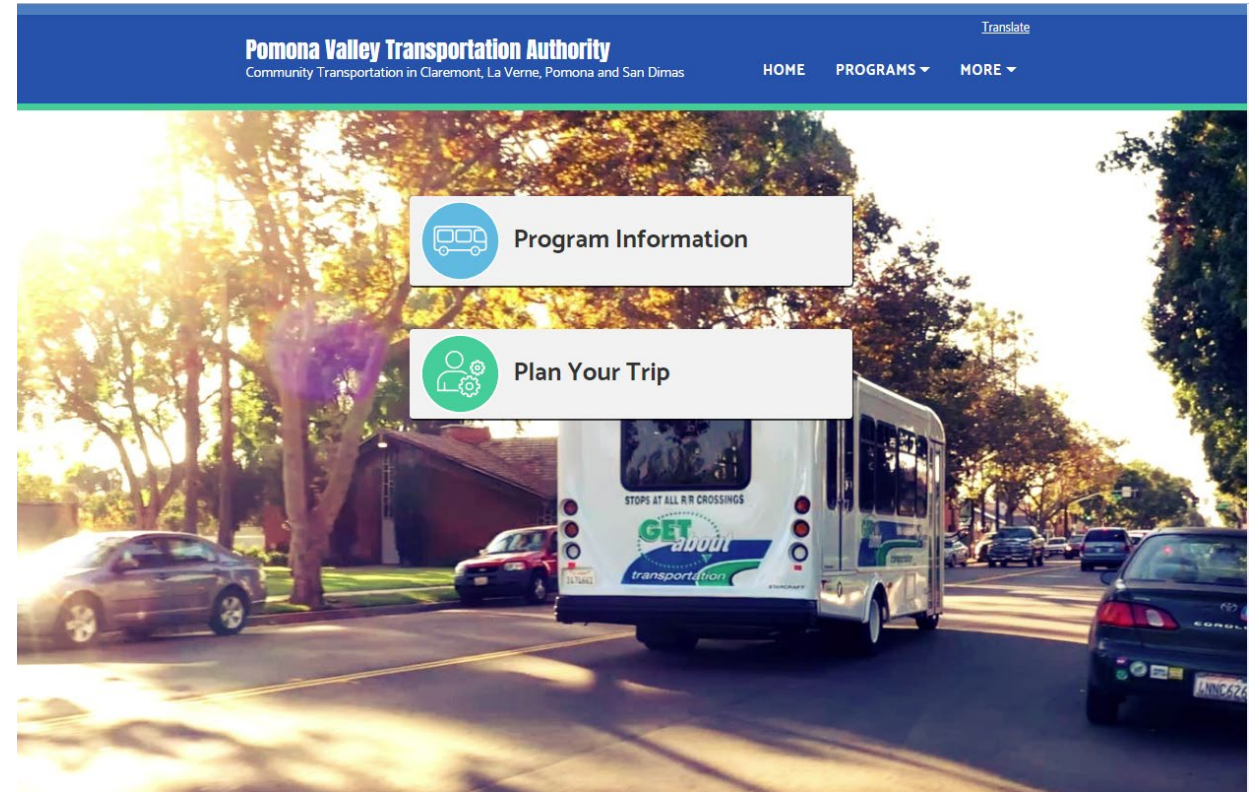 Translate
Pomona Valley Transportation Authority
Community Transportation in Claremont, La Verne, Pomona and San Dimas
HOME PROGRAMS MORE
Program Information
Plan Your Trip
STOPS AT ALL R R CROSSINGS
GET
about
transportation